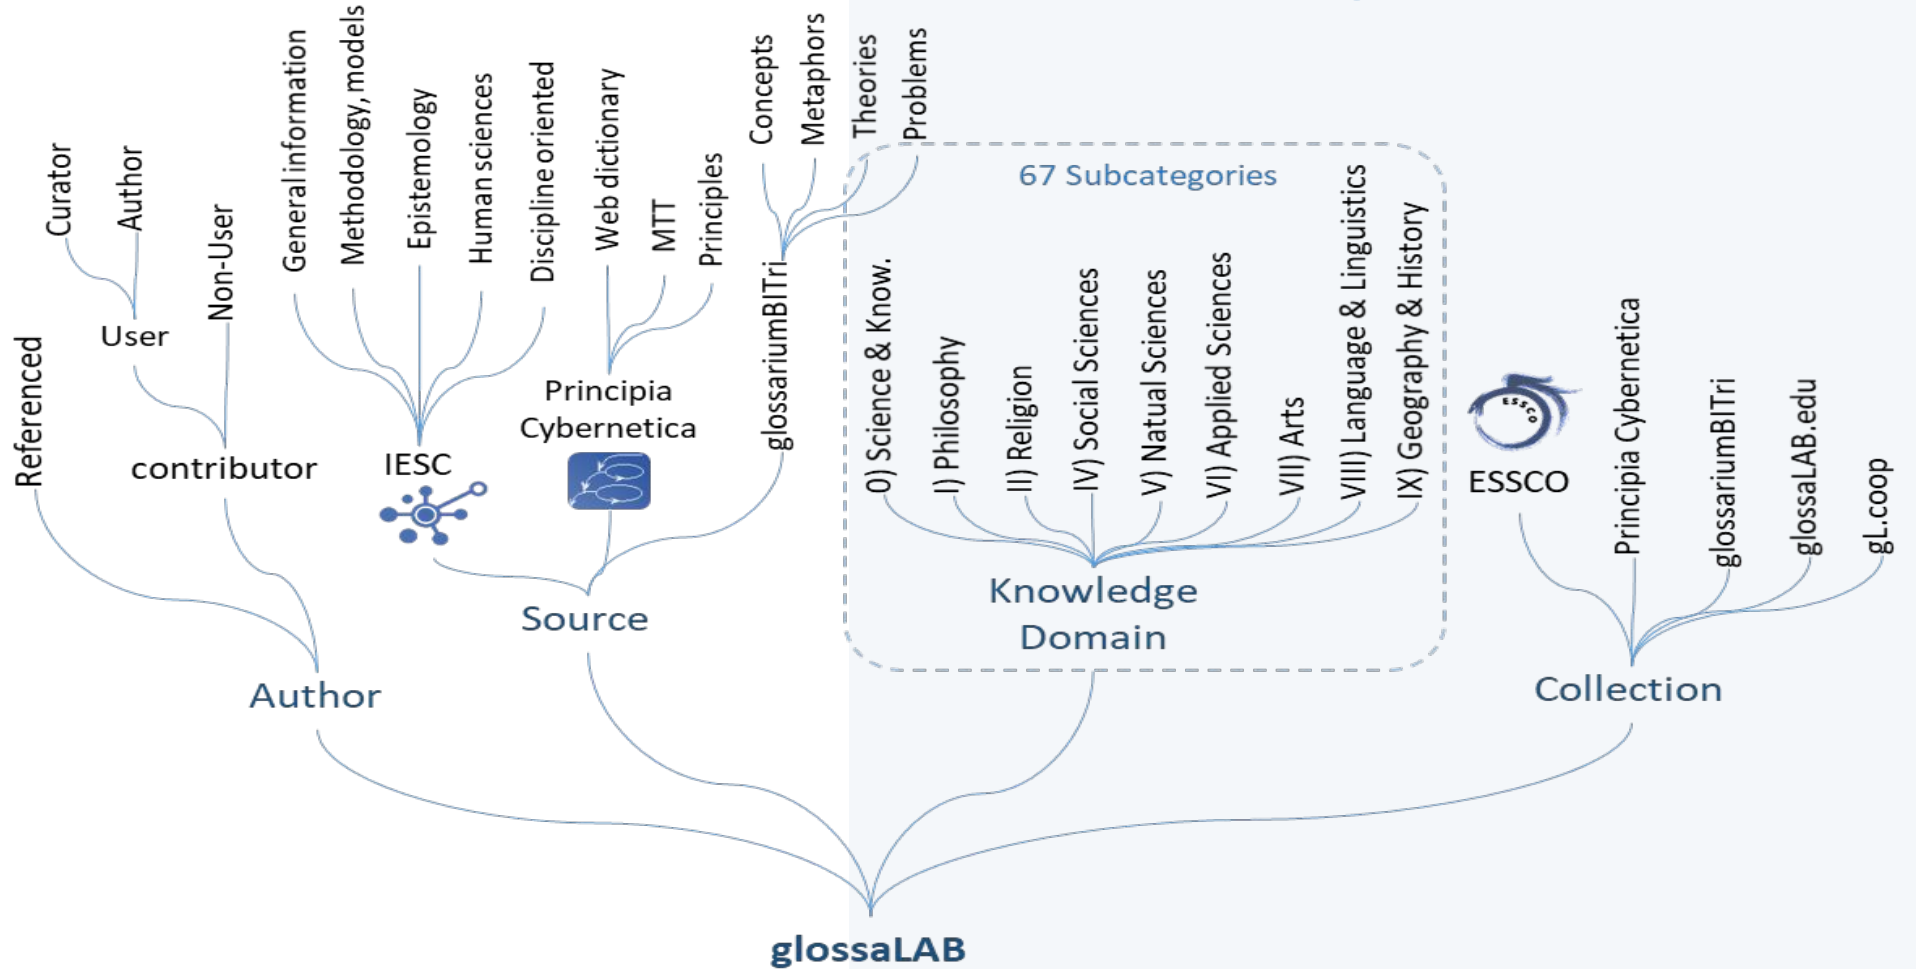 Curator
Author
User
Non-User
Referenced
contributor
Author
General information
Methodology, models
Epistemology
Human sciences
Discipline oriented
IESC
Web dictionary
MTT
Principles
Principia
Cybernetica
Concepts
Metaphors
Theories
Problems
glossariumBITri
Source
67 Subcategories
0) Science & Know.
I) Philosophy
II) Religion
IV) Social Sciences
V) Natual Sciences
VI) Applied Sciences
VII) Arts
VIII) Language & Linguistics
IX) Geography & History
Knowledge
Domain
ESSCO
ESSCO
Principia Cybernetica
glossariumBITri
glossaLAB.edu
gL.coop
Collection
glossaLAB